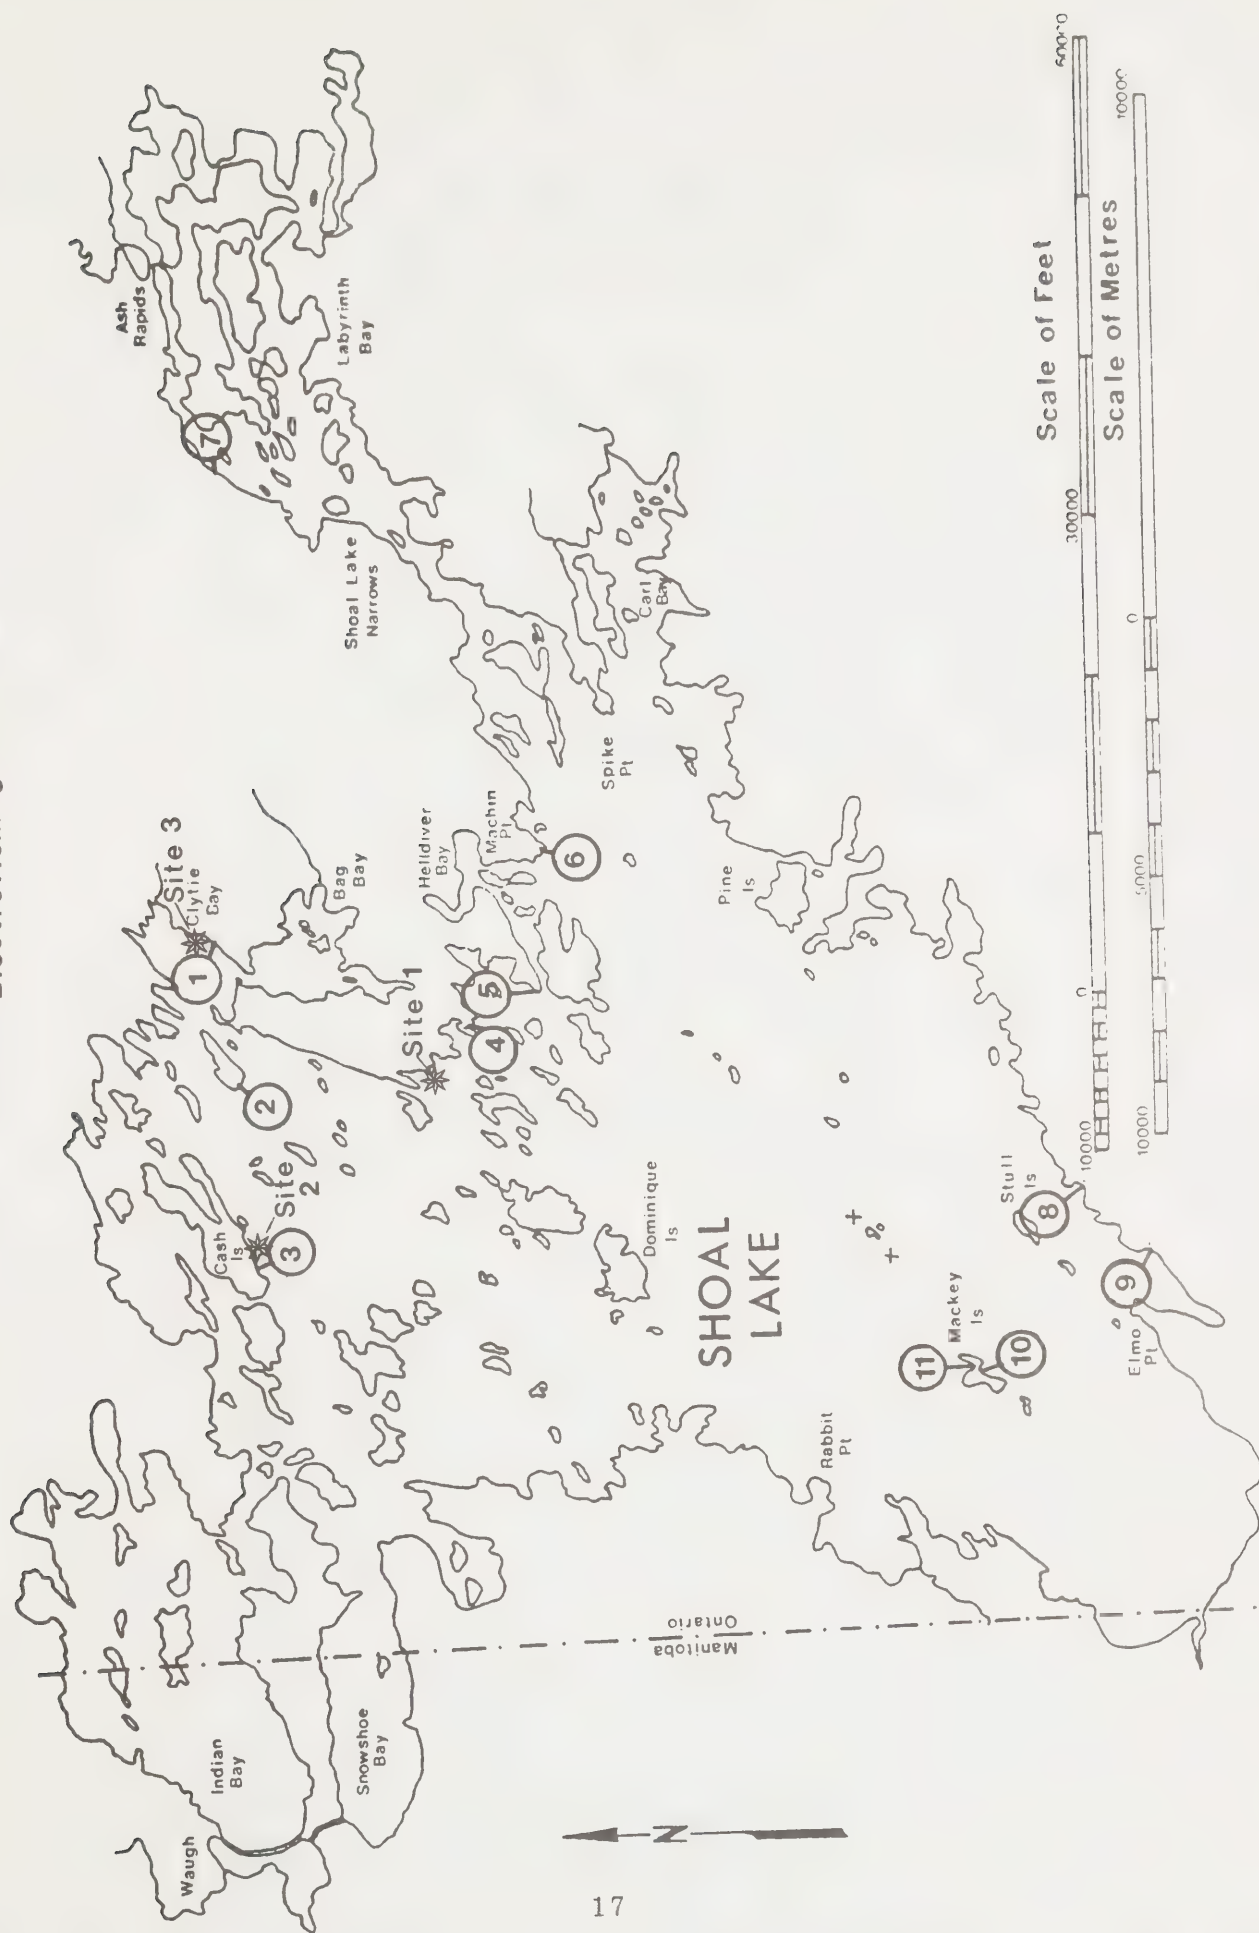 Ash
Rapids
7
Labyrinth
Bay
Shoal Lake
Narrows
Site 3
Clytie
Bay
1
Bag
Bay
Helldiver
Bay
Machin
Pt
6
Spike
Pt
Carl
Bay
Site 1
5
4
2
Site
2
Cash
Is
3
Pine
Is
Dominique
Is
SHOAL
LAKE
Stull
Is
8
9
Elmo
Pt
Mackey
Is
11
10
Rabbit
Pt
Manitoba
Ontario
Indian
Bay
Snowshoe
Bay
Waugh
N
Scale of Feet
10000
0
30000
60000
Scale of Metres
10000
0
5000
10000
17